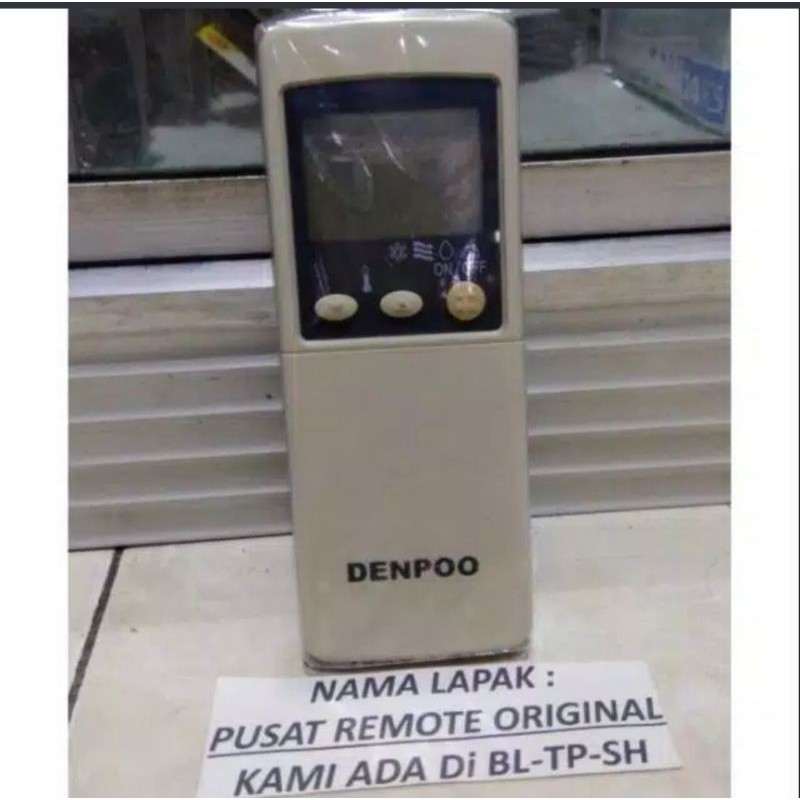 ON/OFF
DENPOO
NAMA LAPAK :
PUSAT REMOTE ORIGINAL
KAMI ADA Di BL-TP-SH